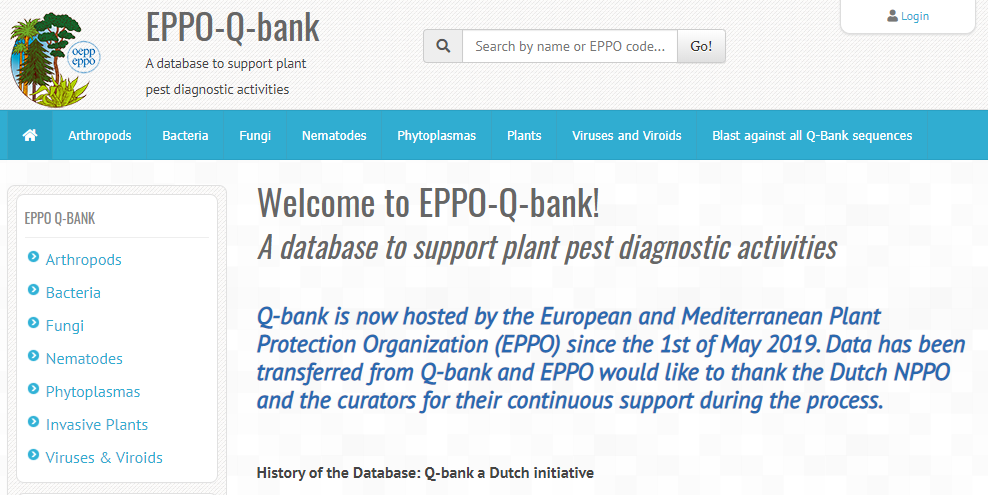 oepp
eppo
EPPO-Q-bank
A database to support plant
pest diagnostic activities
Search by name or EPPO code...
Go!
Login
Arthropods
Bacteria
Fungi
Nematodes
Phytoplasmas
Plants
Viruses and Viroids
Blast against all Q-Bank sequences
EPPO Q-BANK
Arthropods
Bacteria
Fungi
Nematodes
Phytoplasmas
Invasive Plants
Viruses & Viroids
Welcome to EPPO-Q-bank!
A database to support plant pest diagnostic activities
Q-bank is now hosted by the European and Mediterranean Plant
Protection Organization (EPPO) since the 1st of May 2019. Data has been
transferred from Q-bank and EPPO would like to thank the Dutch NPPO
and the curators for their continuous support during the process.
History of the Database: Q-bank a Dutch initiative